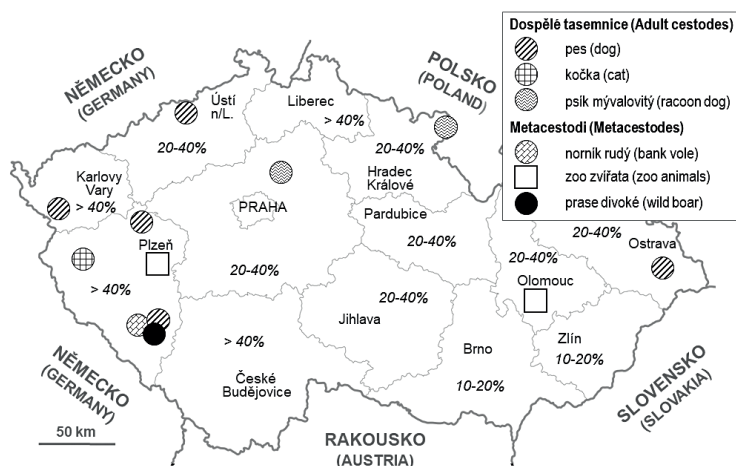 Dospělé tasemnice (Adult cestodes)
pes (dog)
kočka (cat)
psík mývalovitý (racoon dog)
Metacestodi (Metacestodes)
norník rudý (bank vole)
zoo zvířata (zoo animals)
prase divoké (wild boar)
NĚMECKO
(GERMANY)
POLSKO
(POLAND)
Ústí
n/L.
20-40%
Liberec
> 40%
20-40%
Hradec
Králové
Karlovy
Vary
> 40%
PRAHA
20-40%
Pardubice
20-40%
Plzeň
> 40%
20-40%
Ostrava
20-40%
Olomouc
20-40%
Jihlava
> 40%
České
Budějovice
Brno
10-20%
Zlín
10-20%
NĚMECKO
(GERMANY)
SLOVENSKO
(SLOVAKIA)
50 km
RAKOUSKO
(AUSTRIA)